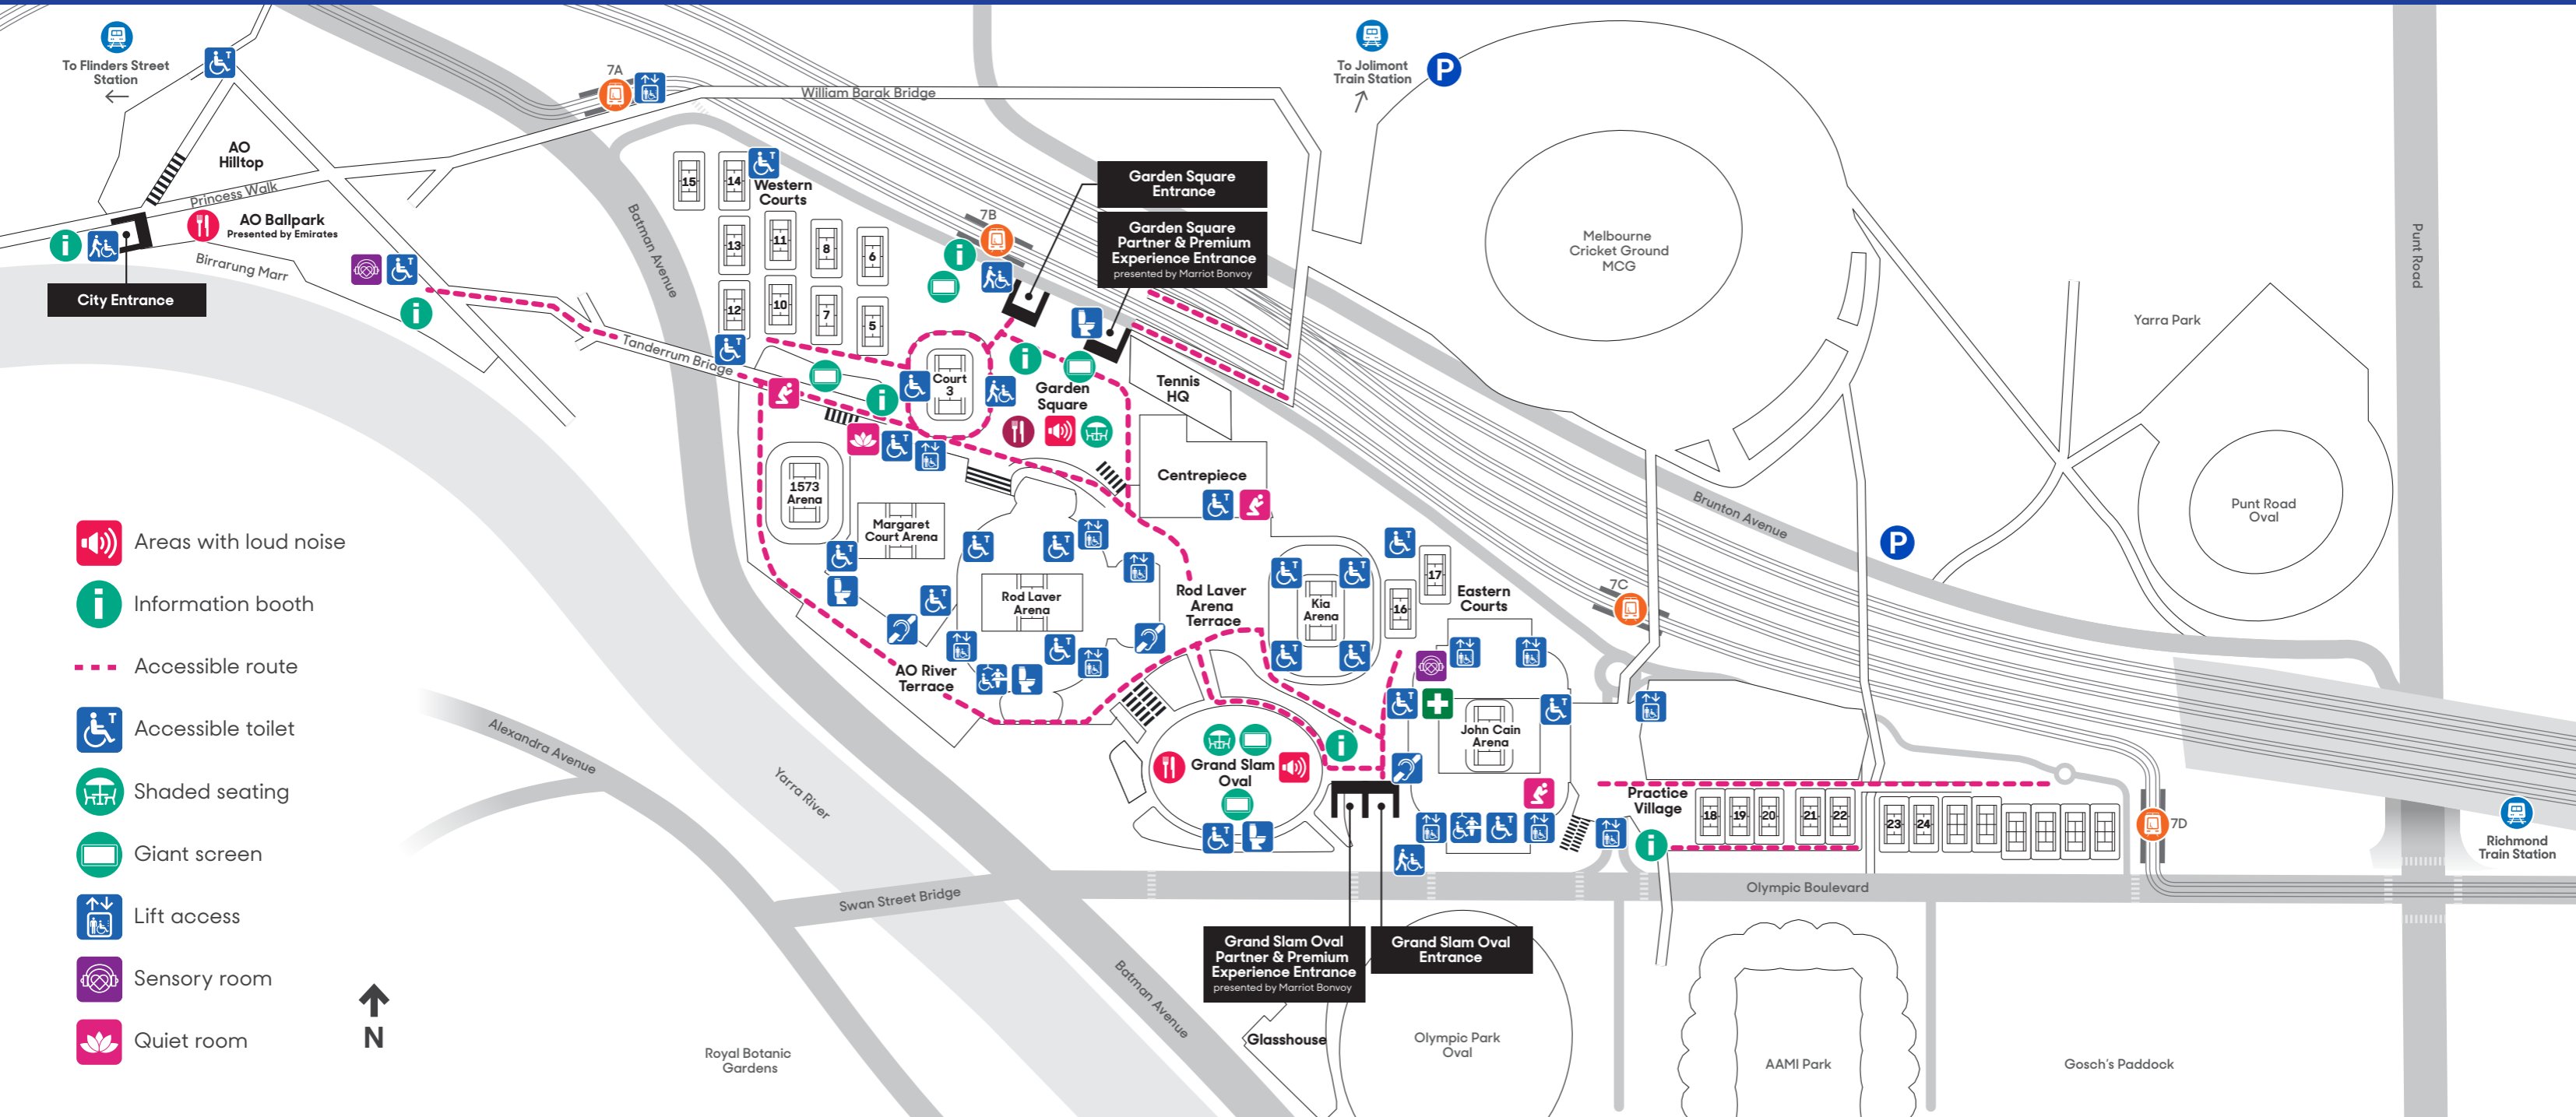 To Flinders Street
Station
7A
William Barak Bridge
To Jolimont
Train Station
P
AO
Hilltop
Princess Walk
AO Ballpark
Presented by Emirates
Birrarung Marr
City Entrance
Batman Avenue
Tanderrum Bridge
15
14
Western
Courts
13
11
8
6
12
10
7
5
7B
Garden Square
Entrance
Garden Square
Partner & Premium
Experience Entrance
presented by Marriot Bonvoy
Court
3
Garden
Square
Tennis
HQ
Centrepiece
Melbourne
Cricket Ground
MCG
Yarra Park
Punt Road
Punt Road
Oval
Brunton Avenue
P
7C
1573
Arena
Margaret
Court Arena
Rod Laver
Arena
Rod Laver
Arena
Terrace
Kia
Arena
17
16
Eastern
Courts
AO River
Terrace
John Cain
Arena
Grand Slam
Oval
Practice
Village
18
19
20
21
22
23
24
7D
Richmond
Train Station
Areas with loud noise
Information booth
Accessible route
Accessible toilet
Shaded seating
Giant screen
Lift access
Sensory room
Quiet room
N
Alexandra Avenue
Yarra River
Swan Street Bridge
Olympic Boulevard
Batman Avenue
Grand Slam Oval
Partner & Premium
Experience Entrance
presented by Marriot Bonvoy
Grand Slam Oval
Entrance
Glasshouse
Olympic Park
Oval
AAMI Park
Gosch's Paddock
Royal Botanic
Gardens